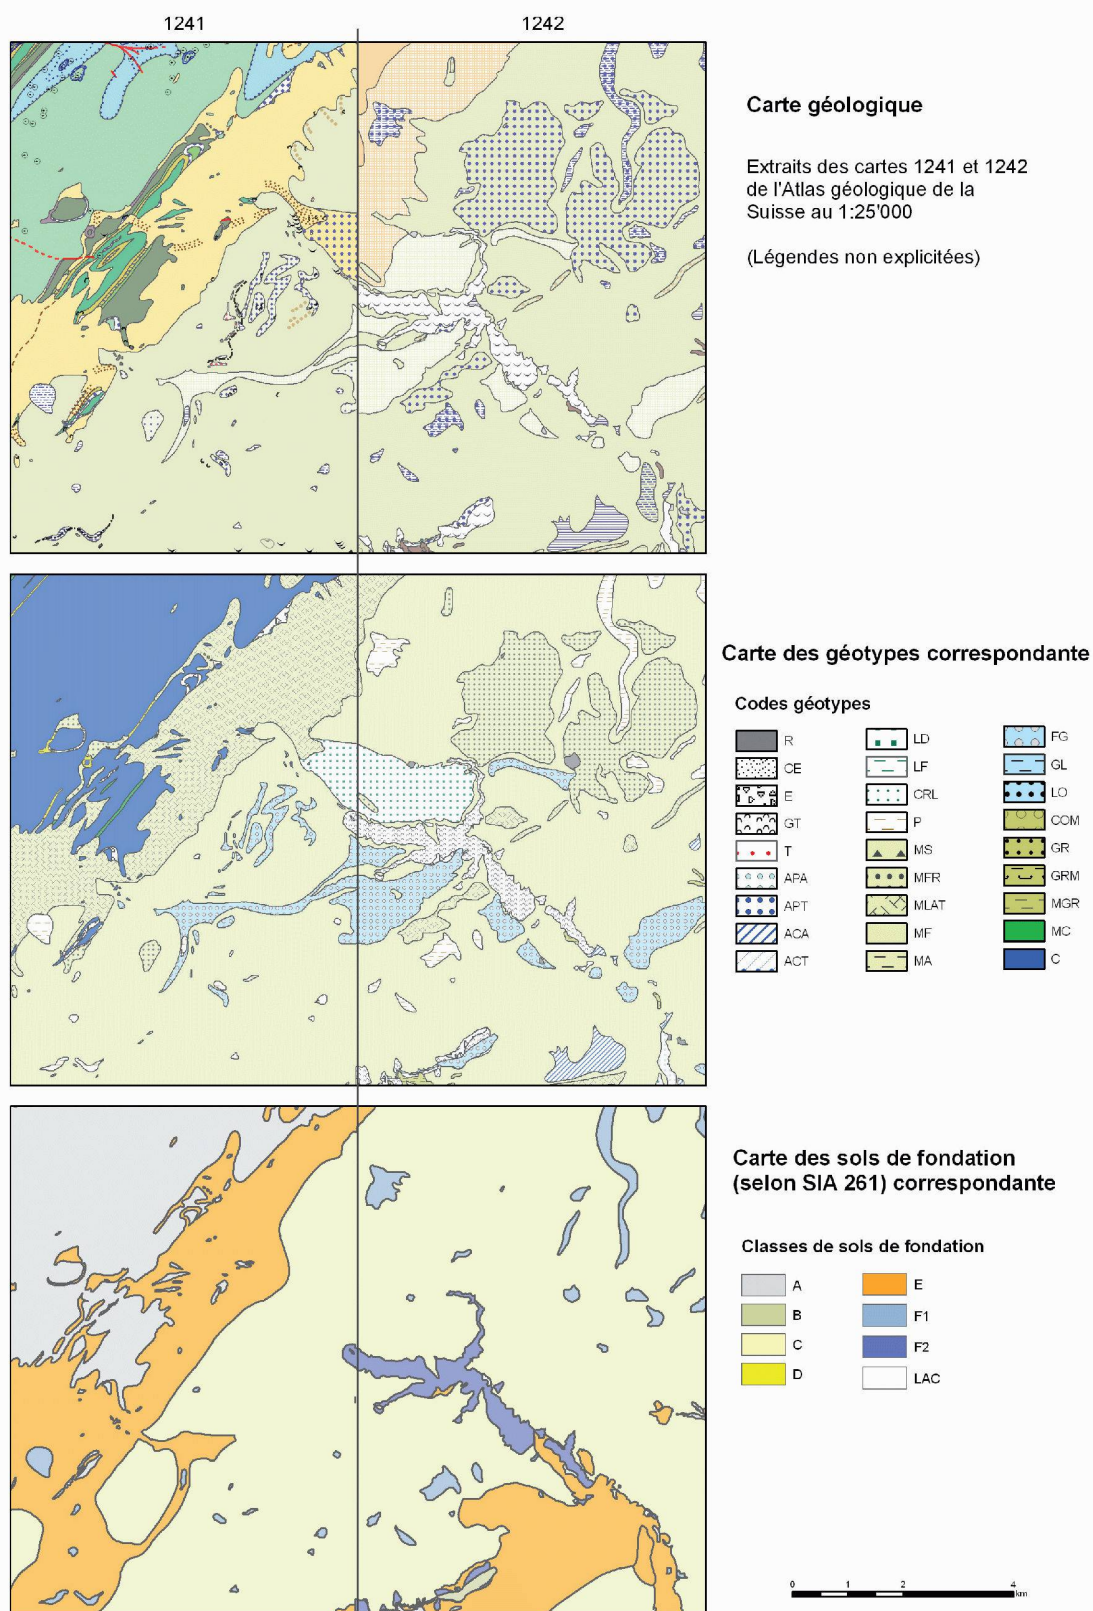 1241
1242
Carte géologique
Extraits des cartes 1241 et 1242
de l'Atlas géologique de la
Suisse au 1:25'000
(Légendes non explicitées)
Carte des géotypes correspondante
Codes géotypes
R
CE
E
GT
T
APA
APT
ACA
ACT
LD
LF
CRL
P
MS
MFR
MLAT
MF
MA
FG
GL
LO
COM
GR
GRM
MGR
MC
C
Carte des sols de fondation
(selon SIA 261) correspondante
Classes de sols de fondation
A
B
C
D
E
F1
F2
LAC
0 1 2 4
km